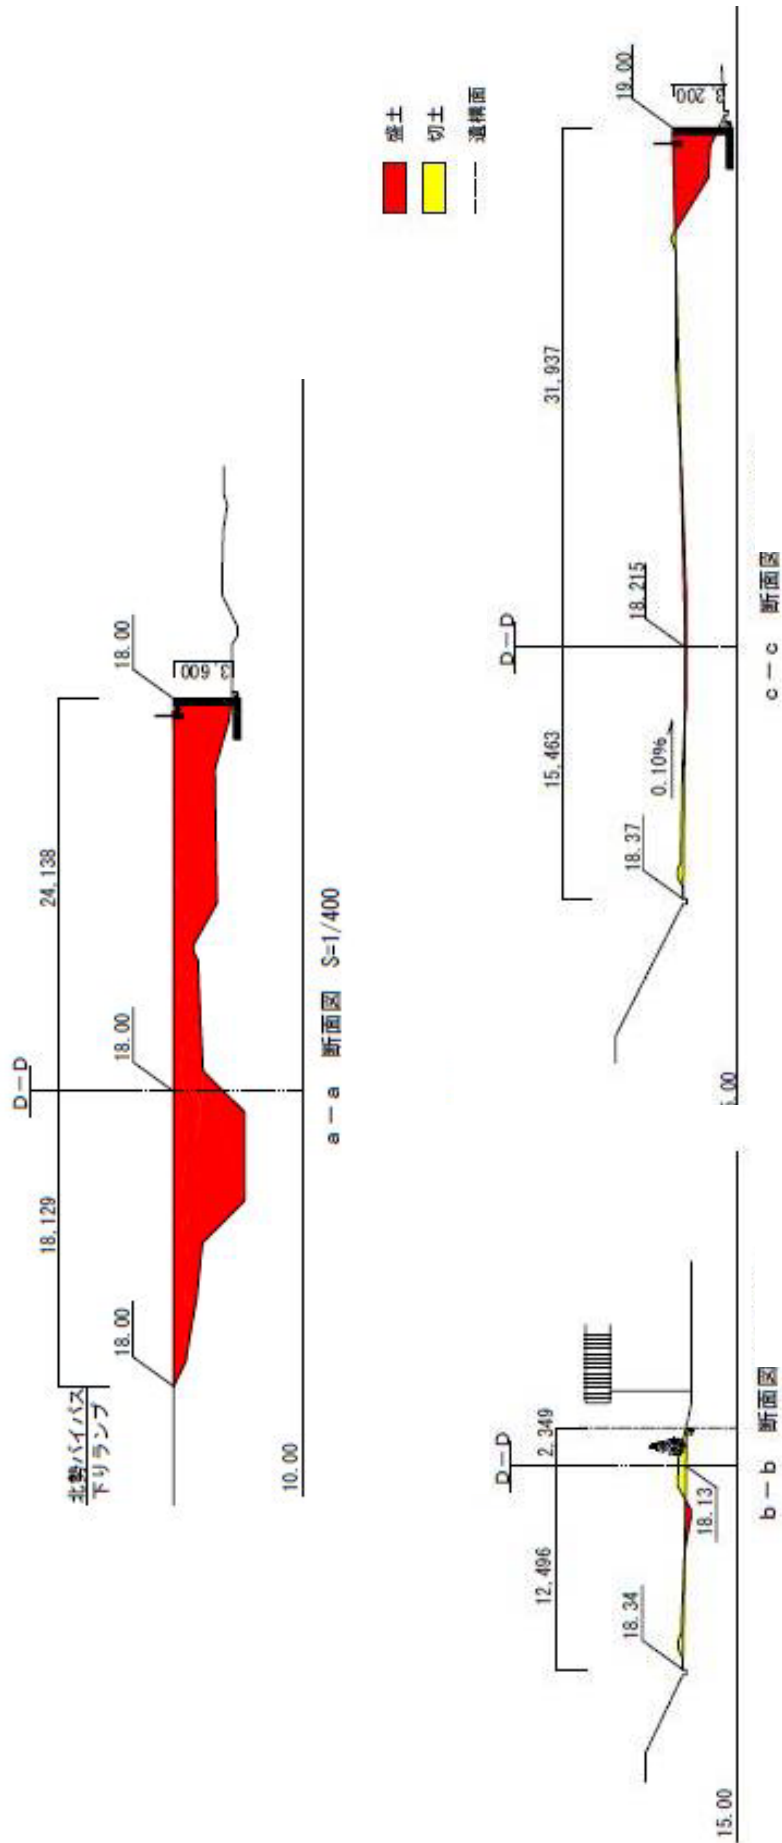 北勢バイパス
下りランプ
18.129
24.138
D－D
18.00
18.00
18.00
3.600
10.00
a － a 断面図 S=1/400
盛土
切土
遺構面
12.496
2.349
D－D
18.34
18.13
15.00
b － b 断面図
15.463
31.937
D－D
18.37
0.10%
18.215
19.00
3.200
5.00
c － c 断面図